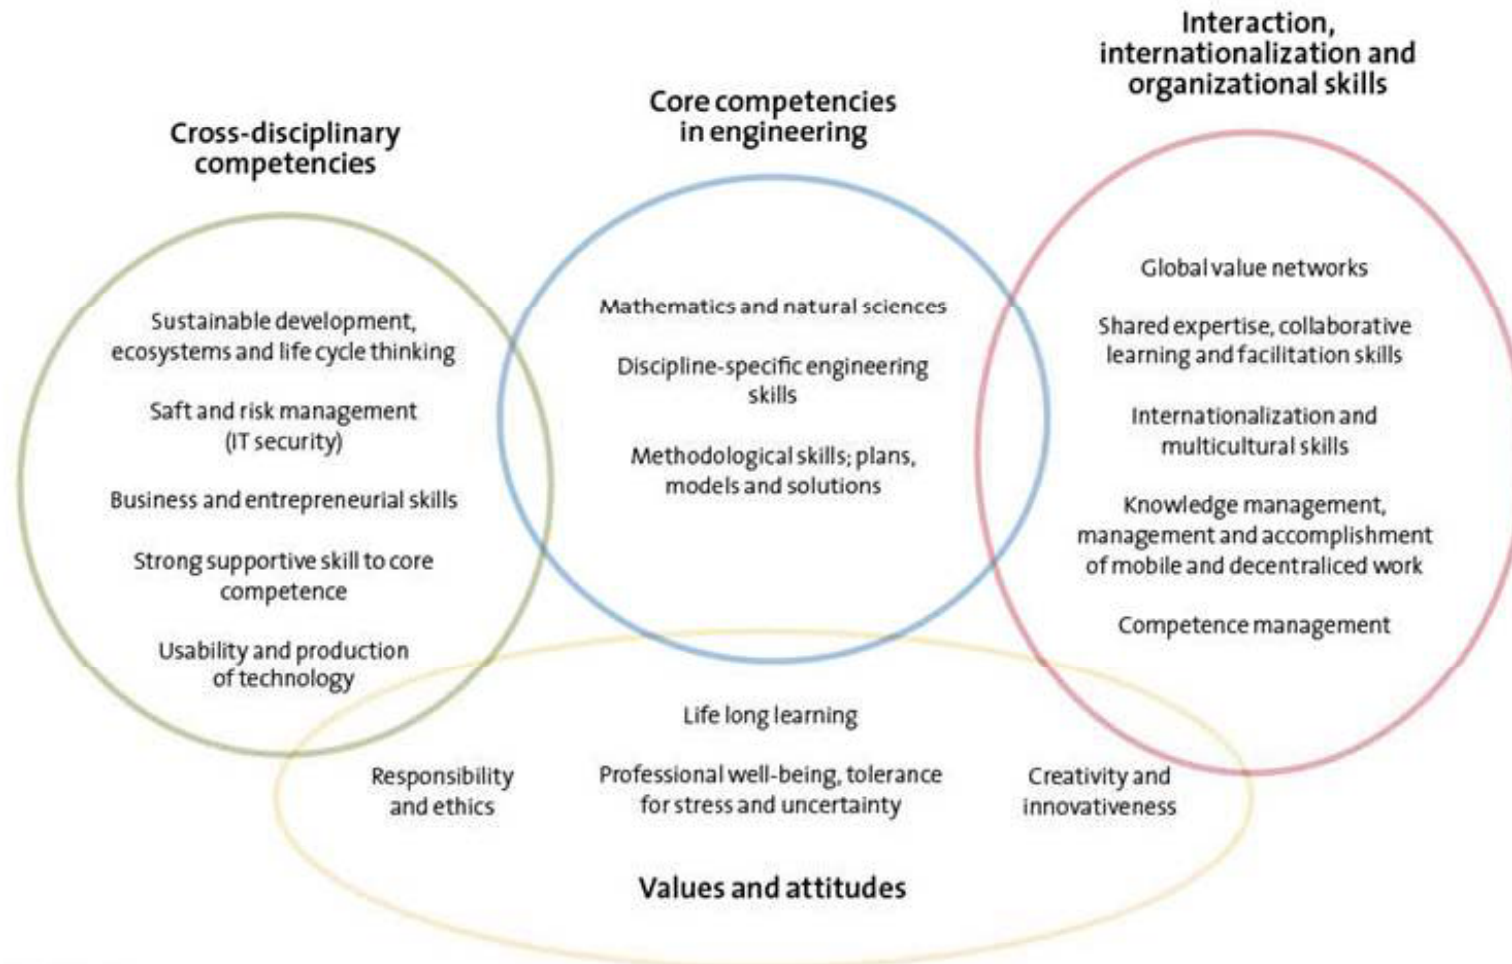 Cross-disciplinary
competencies
Sustainable development,
ecosystems and life cycle thinking
Saft and risk management
(IT security)
Business and entrepreneurial skills
Strong supportive skill to core
competence
Usability and production
of technology
Core competencies
in engineering
Mathematics and natural sciences
Discipline-specific engineering
skills
Methodological skills; plans,
models and solutions
Interaction,
internationalization and
organizational skills
Global value networks
Shared expertise, collaborative
learning and facilitation skills
Internationalization and
multicultural skills
Knowledge management,
management and accomplishment
of mobile and decentraliced work
Competence management
Life long learning
Responsibility
and ethics
Professional well-being, tolerance
for stress and uncertainty
Creativity and
innovativeness
Values and attitudes